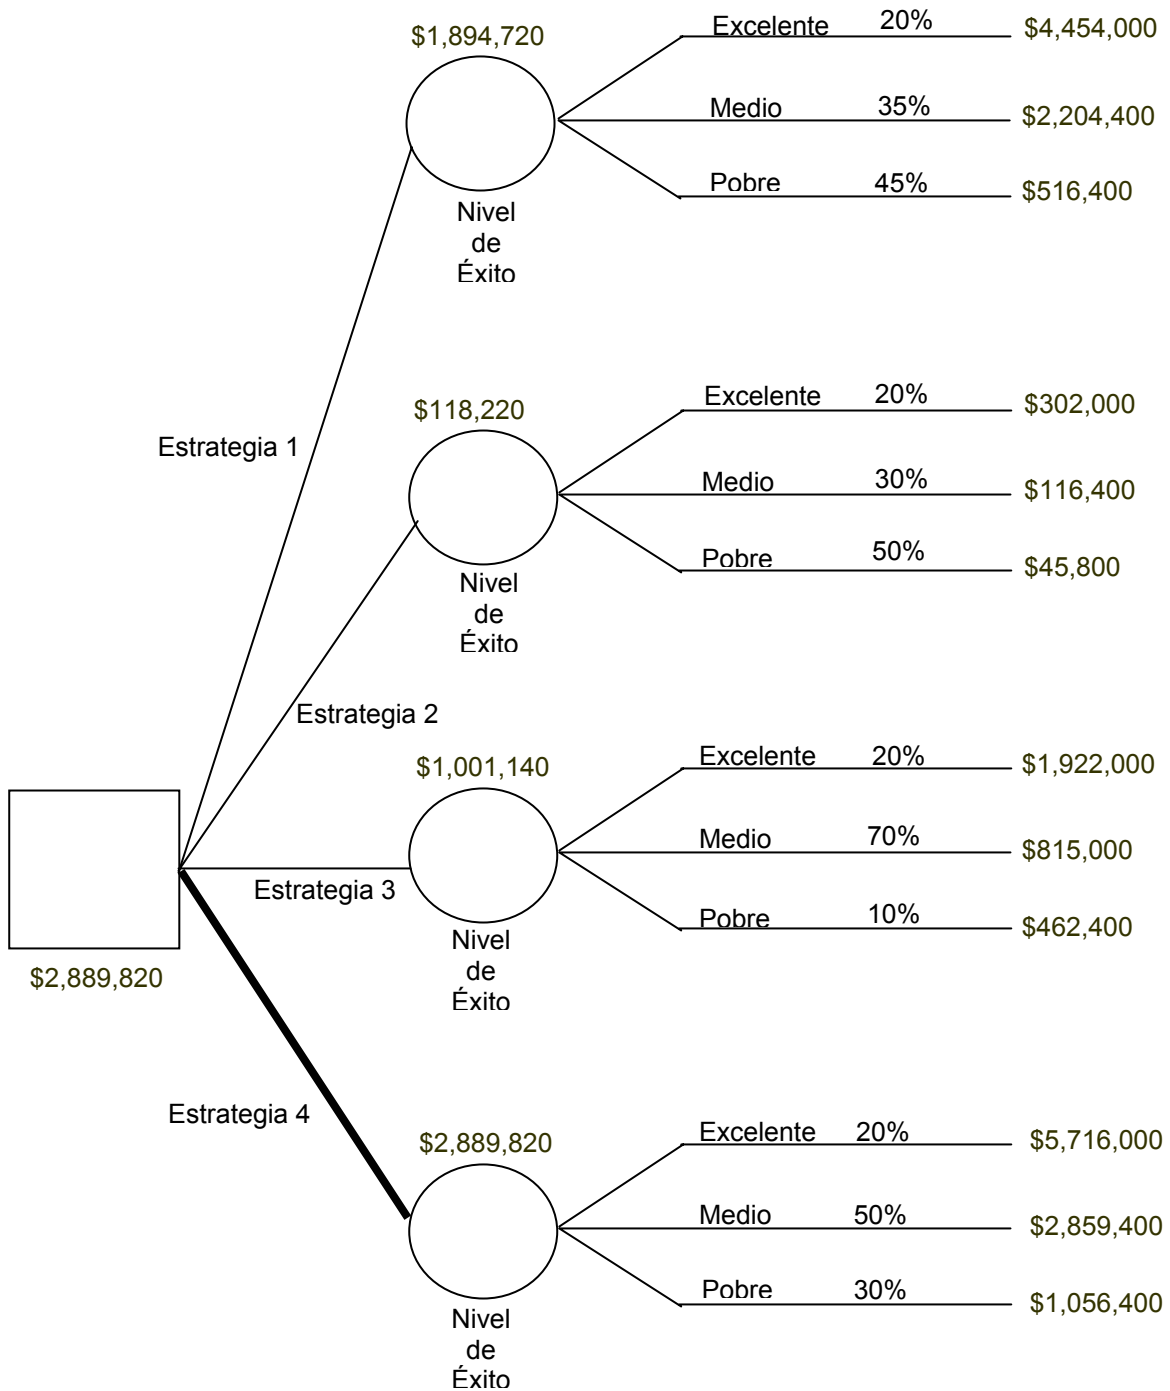 $1,894,720
Excelente 20% $4,454,000
Medio 35% $2,204,400
Pobre 45% $516,400
Nivel
de
Éxito
Estrategia 1
$118,220
Excelente 20% $302,000
Medio 30% $116,400
Pobre 50% $45,800
Nivel
de
Éxito
Estrategia 2
$1,001,140
Excelente 20% $1,922,000
Medio 70% $815,000
Pobre 10% $462,400
Estrategia 3
Nivel
de
Éxito
$2,889,820
Estrategia 4
$2,889,820
Excelente 20% $5,716,000
Medio 50% $2,859,400
Pobre 30% $1,056,400
Nivel
de
Éxito